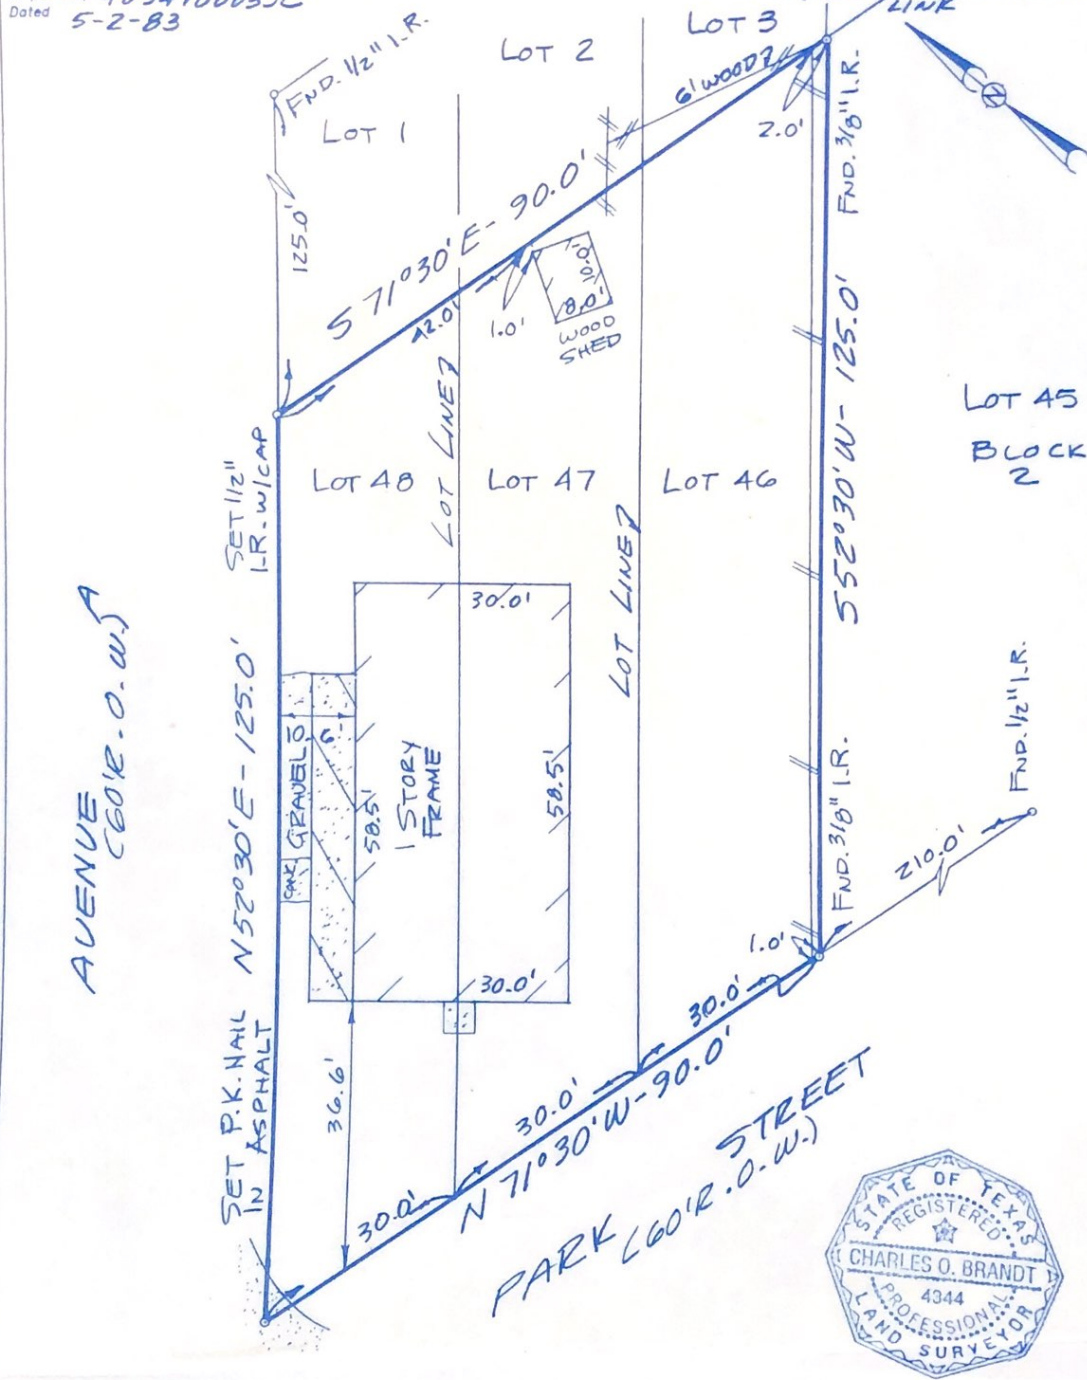 Dated 5-2-83
LINK
LOT 2
LOT 3
FND. 1/2" I.R.
6' WOOD
LOT 1
2.0'
FND. 3/8" I.R.
N
125.0'
S 71°30' E - 90.0'
42.0'
1.0'
10.0'
8.0'
WOOD
SHED
S 52°30' W - 125.0'
LOT 45
BLOCK
2
SET 1/2"
I.R. W/CAP
LOT 48
LOT LINE
LOT 47
LOT LINE
LOT 46
30.0'
AVENUE A
(60' R.O.W.)
N 52°30' E - 125.0'
GRAVEL
CONC
6'
58.5'
1 STORY
FRAME
58.5'
30.0'
FND. 3/8" I.R.
FND. 1/2" I.R.
210.0'
1.0'
36.6'
SET P.K. NAIL
IN ASPHALT
30.0'
30.0'
30.0'
N 71°30' W - 90.0'
PARK STREET
(60' R.O.W.)
STATE OF TEXAS
REGISTERED
CHARLES O. BRANDT
4344
PROFESSIONAL
LAND SURVEYOR